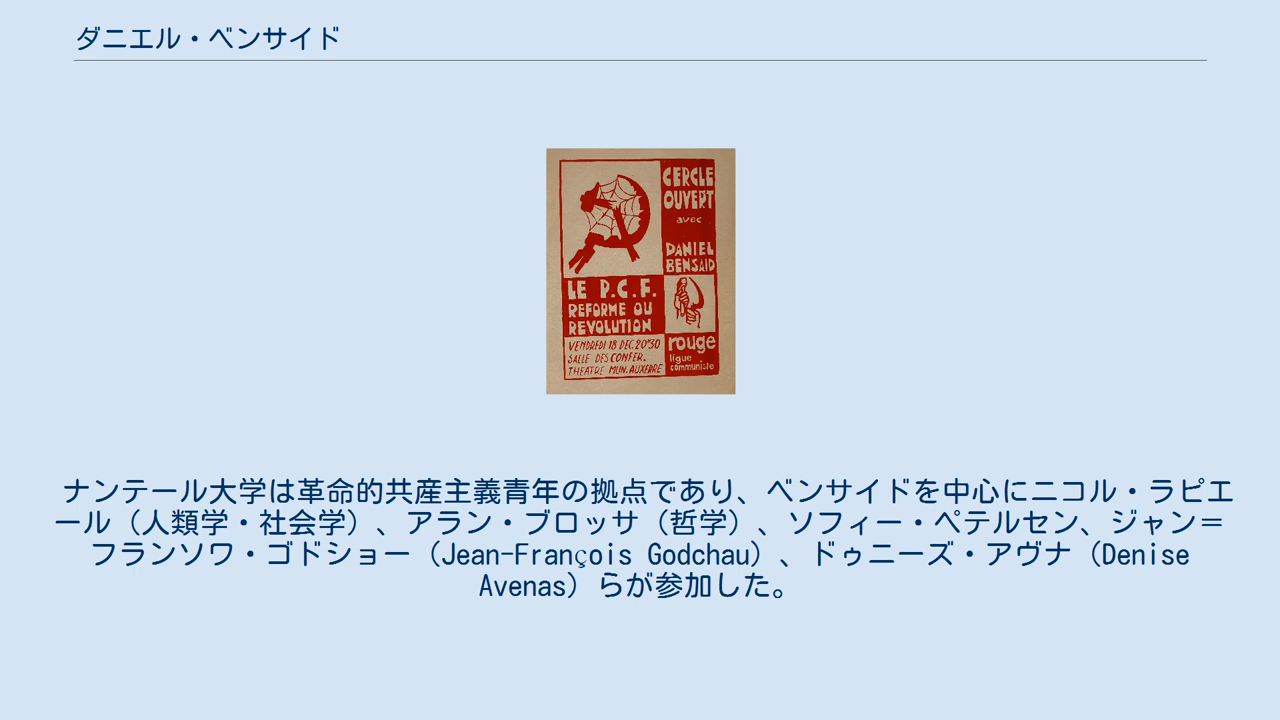 ダニエル・ベンサイド
CERCLE
OUVERT
avec
DANIEL
BENSAID
LE P.C.F.
REFORME OU
REVOLUTION
VENDREDI 18 DEC. 20H30
SALLE DES CONFER.
THEATRE MUN. AUXERRE
rouge
ligue
communiste
ナンテール大学は革命的共産主義青年の拠点であり、ベンサイドを中心にニコル・ラピエ
ール（人類学・社会学）、アラン・ブロッサ（哲学）、ソフィー・ペテルセン、ジャン＝
フランソワ・ゴドショー（Jean-François Godchau）、ドゥニーズ・アヴナ（Denise
Avenas）らが参加した。